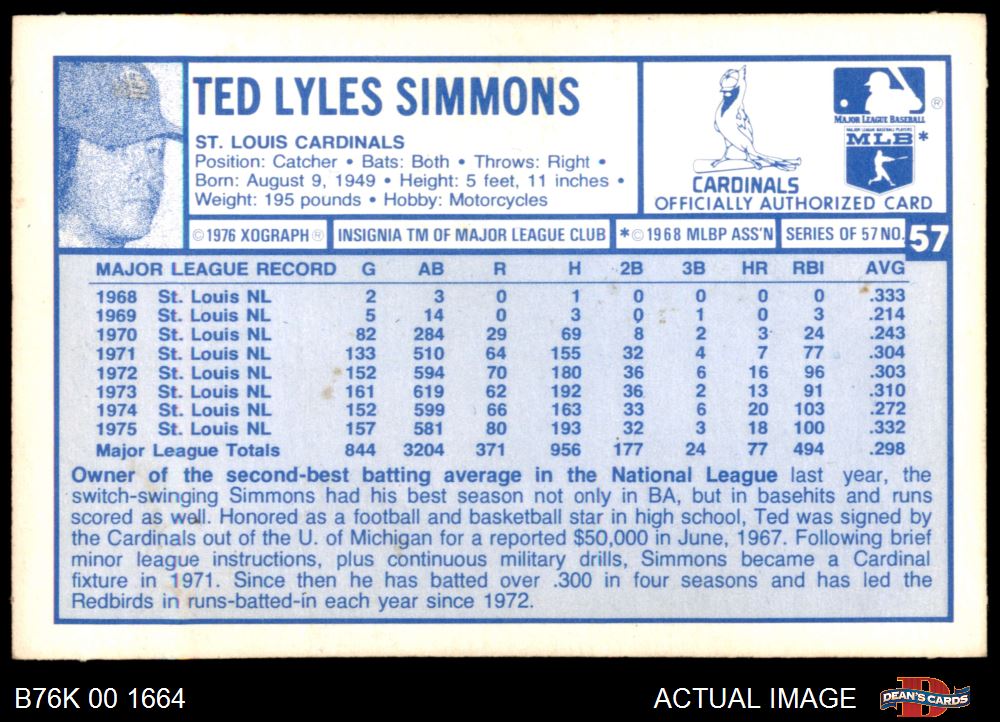 TED LYLES SIMMONS
ST. LOUIS CARDINALS
Position: Catcher • Bats: Both • Throws: Right •
Born: August 9, 1949 • Height: 5 feet, 11 inches •
Weight: 195 pounds • Hobby: Motorcycles
CARDINALS
MAJOR LEAGUE BASEBALL ®
MAJOR LEAGUE BASEBALL PLAYERS
MLB *
OFFICIALLY AUTHORIZED CARD
© 1976 XOGRAPH ® INSIGNIA TM OF MAJOR LEAGUE CLUB * © 1968 MLBP ASS'N SERIES OF 57 NO. 57
MAJOR LEAGUE RECORD G AB R H 2B 3B HR RBI AVG
1968 St. Louis NL 2 3 0 1 0 0 0 0 .333
1969 St. Louis NL 5 14 0 3 0 1 0 3 .214
1970 St. Louis NL 82 284 29 69 8 2 3 24 .243
1971 St. Louis NL 133 510 64 155 32 4 7 77 .304
1972 St. Louis NL 152 594 70 180 36 6 16 96 .303
1973 St. Louis NL 161 619 62 192 36 2 13 91 .310
1974 St. Louis NL 152 599 66 163 33 6 20 103 .272
1975 St. Louis NL 157 581 80 193 32 3 18 100 .332
Major League Totals 844 3204 371 956 177 24 77 494 .298
Owner of the second-best batting average in the National League last year, the
switch-swinging Simmons had his best season not only in BA, but in basehits and runs
scored as well. Honored as a football and basketball star in high school, Ted was signed by
the Cardinals out of the U. of Michigan for a reported $50,000 in June, 1967. Following brief
minor league instructions, plus continuous military drills, Simmons became a Cardinal
fixture in 1971. Since then he has batted over .300 in four seasons and has led the
Redbirds in runs-batted-in each year since 1972.
B76K 00 1664
ACTUAL IMAGE
D
DEAN'S CARDS